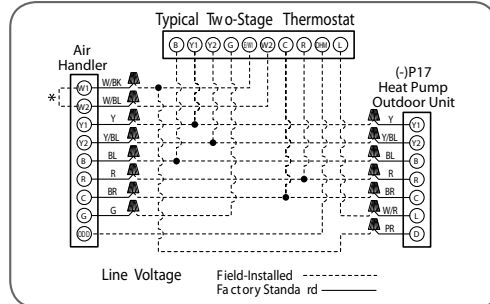 Typical Two-Stage Thermostat
B Y1 Y2 G E/W1 W2 C R DHM L
Air
Handler
(-)P17
Heat Pump
Outdoor Unit
W1 W/BK
*
W2 W/BL
Y1 Y Y Y1
Y2 Y/BL Y/BL Y2
B BL BL B
R R R R
C BR BR C
G G W/R L
ODD PR D
Line Voltage
Field-Installed
Factory Standard